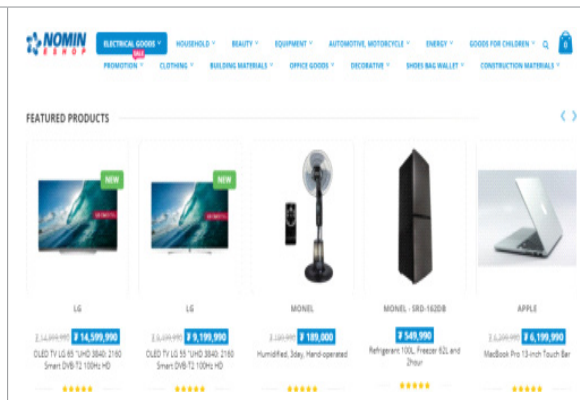 NOMIN
ESHOP
ELECTRICAL GOODS
HOUSEHOLD
BEAUTY
EQUIPMENT
AUTOMOTIVE, MOTORCYCLE
ENERGY
GOODS FOR CHILDREN
0
SALE
PROMOTION
CLOTHING
BUILDING MATERIALS
OFFICE GOODS
DECORATIVE
SHOES BAG WALLET
CONSTRUCTION MATERIALS
FEATURED PRODUCTS
NEW
NEW
LG
LG
MONEL
MONEL - SRD-162DB
APPLE
₮ 14,599,990
₮ 9,199,990
₮ 189,000
₮ 549,990
₮ 6,199,990
OLED TV LG 65 "UHD 3840: 2160
Smart DVB-T2 100Hz HD
OLED TV LG 55 "UHD 3840: 2160
Smart DVB-T2 100Hz HD
Humidified, 3day, Hand-operated
Refrigerant 100L, Freezer 62L and
2hour
MacBook Pro 13-inch Touch Bar